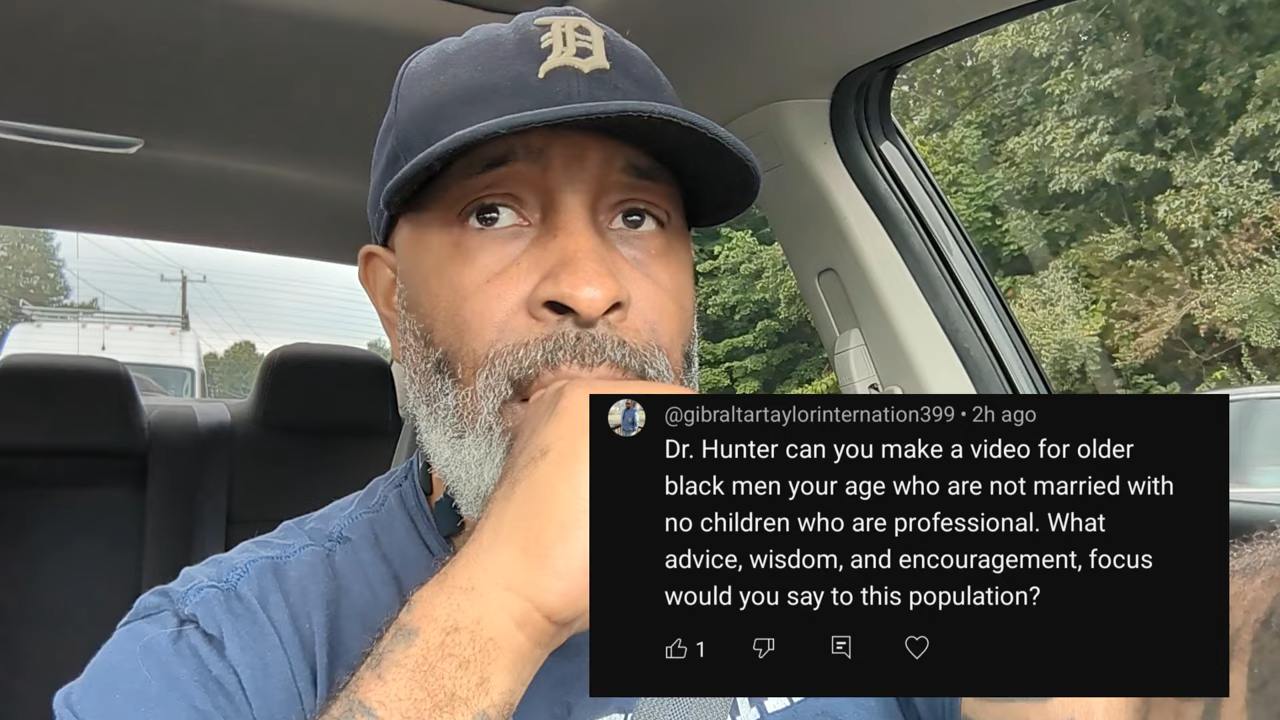 D
@gibraltartaylorinternation399 • 2h ago
Dr. Hunter can you make a video for older
black men your age who are not married with
no children who are professional. What
advice, wisdom, and encouragement, focus
would you say to this population?
1